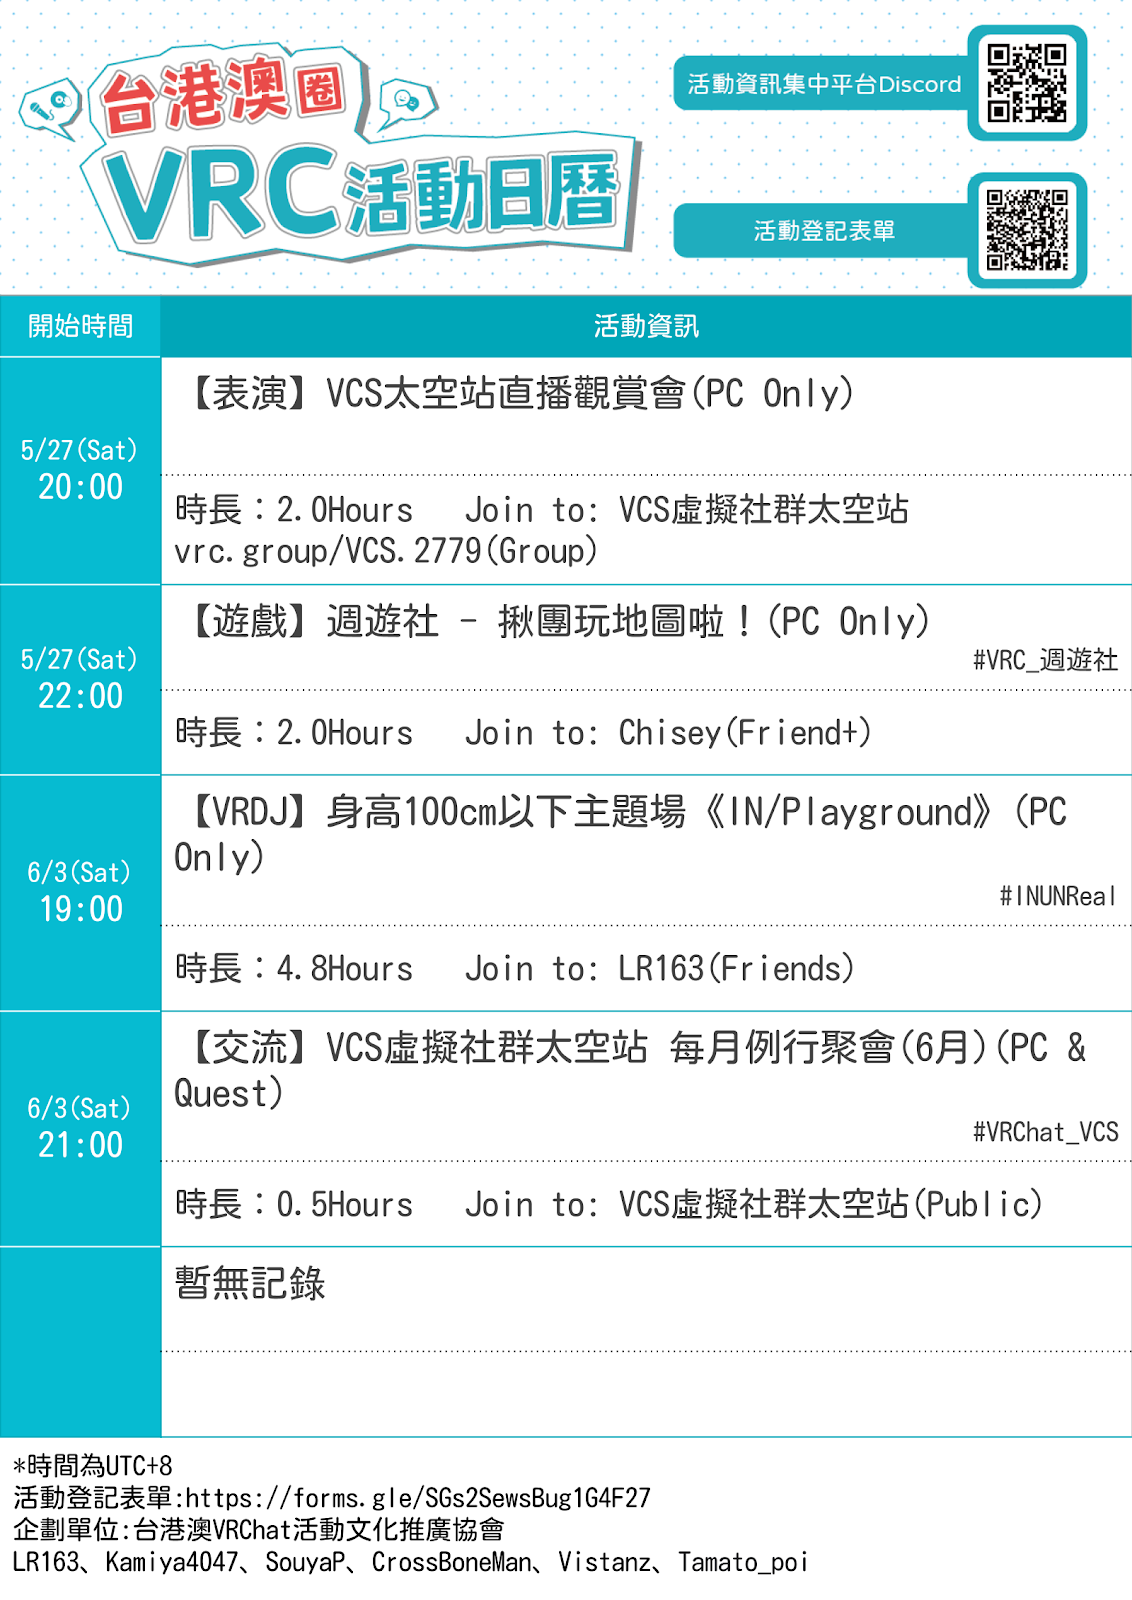 台港澳圈
VRC活動日曆
活動資訊集中平台Discord
活動登記表單
開始時間
活動資訊
5/27(Sat)
20:00
【表演】VCS太空站直播觀賞會(PC Only)
時長：2.0Hours Join to: VCS虛擬社群太空站
vrc.group/VCS.2779(Group)
5/27(Sat)
22:00
【遊戲】週遊社 - 揪團玩地圖啦！(PC Only)
#VRC_週遊社
時長：2.0Hours Join to: Chisey(Friend+)
6/3(Sat)
19:00
【VRDJ】身高100cm以下主題場《IN/Playground》(PC
Only)
#INUNReal
時長：4.8Hours Join to: LR163(Friends)
6/3(Sat)
21:00
【交流】VCS虛擬社群太空站 每月例行聚會(6月)(PC &
Quest)
#VRChat_VCS
時長：0.5Hours Join to: VCS虛擬社群太空站(Public)
暫無記錄
*時間為UTC+8
活動登記表單:https://forms.gle/SGs2SewsBug1G4F27
企劃單位:台港澳VRChat活動文化推廣協會
LR163、Kamiya4047、SouyaP、CrossBoneMan、Vistanz、Tamato_poi